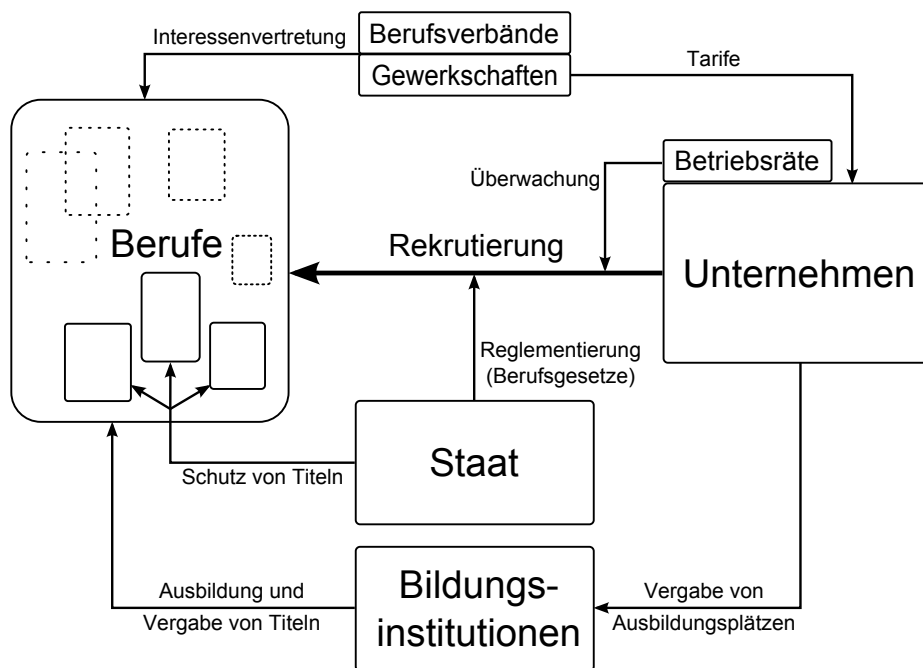 Interessenvertretung
Berufsverbände
Gewerkschaften
Tarife
Betriebsräte
Überwachung
Berufe
Rekrutierung
Unternehmen
Reglementierung
(Berufsgesetze)
Staat
Schutz von Titeln
Ausbildung und
Vergabe von Titeln
Bildungs-
institutionen
Vergabe von
Ausbildungsplätzen